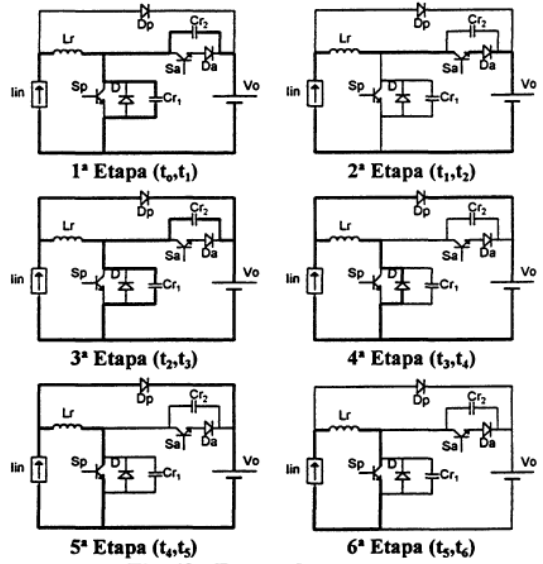 Dp
Lr
Cr₂
Sa
Da
Iin
Sp
D
Cr₁
Vo
1ª Etapa (t₀,t₁)
Dp
Lr
Cr₂
Sa
Da
Iin
Sp
D
Cr₁
Vo
2ª Etapa (t₁,t₂)
Dp
Lr
Cr₂
Sa
Da
Iin
Sp
D
Cr₁
Vo
3ª Etapa (t₂,t₃)
Dp
Lr
Cr₂
Sa
Da
Iin
Sp
D
Cr₁
Vo
4ª Etapa (t₃,t₄)
Dp
Lr
Cr₂
Sa
Da
Iin
Sp
D
Cr₁
Vo
5ª Etapa (t₄,t₅)
Dp
Lr
Cr₂
Sa
Da
Iin
Sp
D
Cr₁
Vo
6ª Etapa (t₅,t₆)